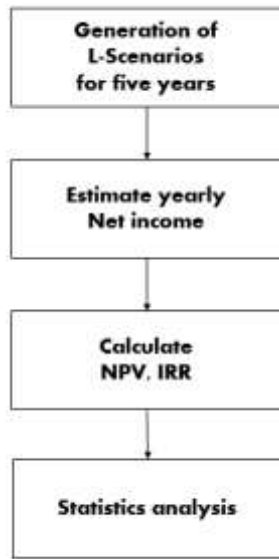 Generation of
L-Scenarios
for five years
Estimate yearly
Net income
Calculate
NPV. IRR
Statistics analysis